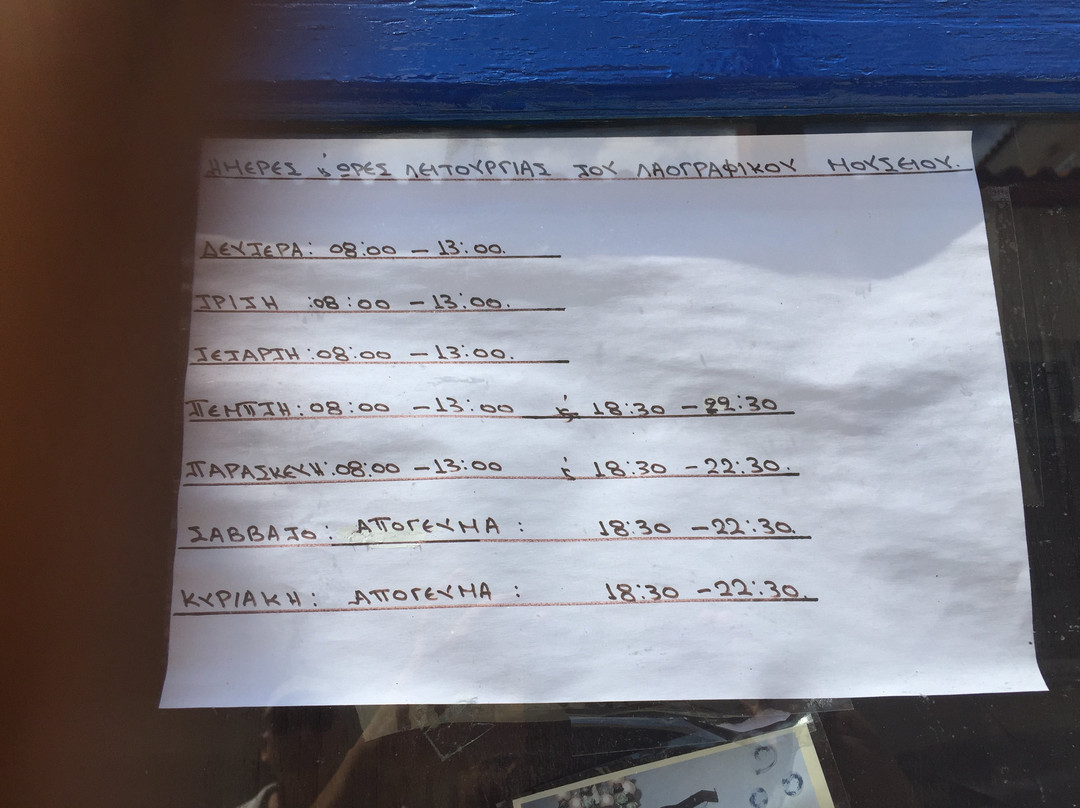 ΗΜΕΡΕΣ ϗ ΩΡΕΣ ΛΕΙΤΟΥΡΓΙΑΣ ΤΟΥ ΛΑΟΓΡΑΦΙΚΟΥ ΜΟΥΣΕΙΟΥ.
ΔΕΥΤΕΡΑ: 08:00 – 13:00.
ΤΡΙΤΗ :08:00 – 13:00.
ΤΕΤΑΡΤΗ:08:00 – 13:00.
ΠΕΜΠΤΗ:08:00 – 13:00 ϗ 18:30 – 22:30
ΠΑΡΑΣΚΕΥΗ:08:00 – 13:00 ϗ 18:30 – 22:30.
ΣΑΒΒΑΤΟ: ΑΠΟΓΕΥΜΑ : 18:30 – 22:30.
ΚΥΡΙΑΚΗ: ΑΠΟΓΕΥΜΑ : 18:30 – 22:30.